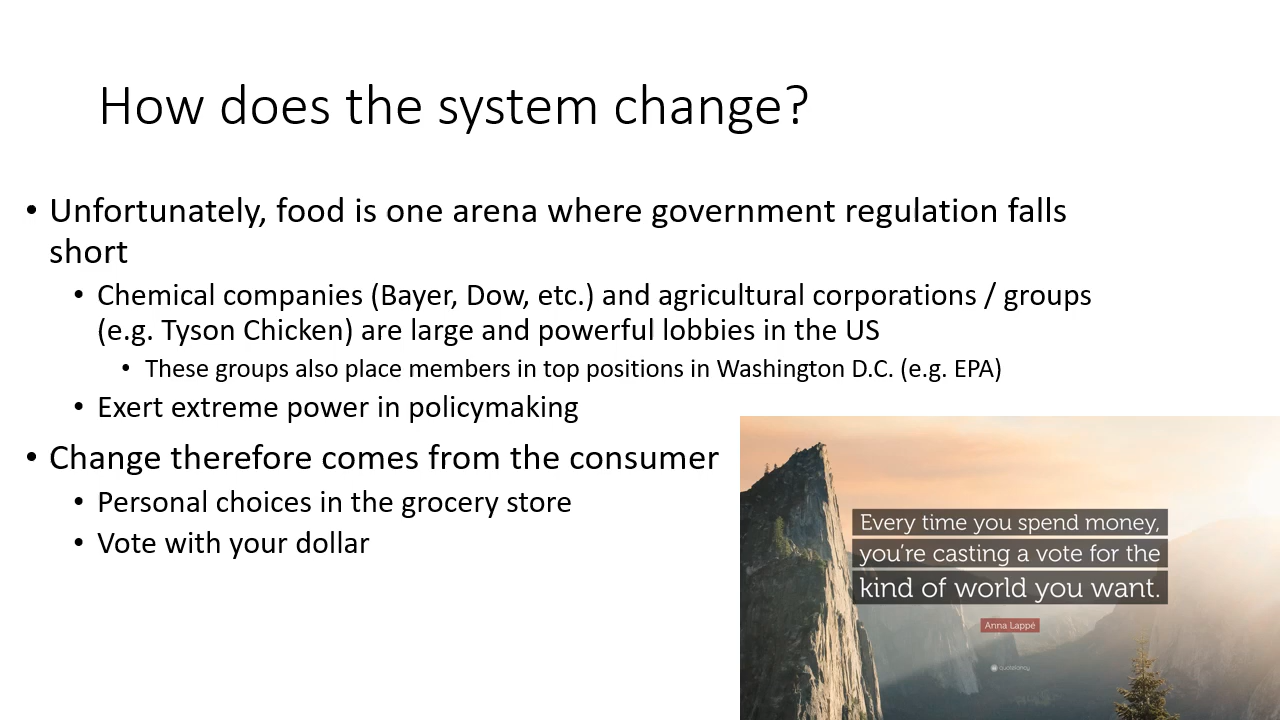 How does the system change?
• Unfortunately, food is one arena where government regulation falls
short
• Chemical companies (Bayer, Dow, etc.) and agricultural corporations / groups
(e.g. Tyson Chicken) are large and powerful lobbies in the US
• These groups also place members in top positions in Washington D.C. (e.g. EPA)
• Exert extreme power in policymaking
• Change therefore comes from the consumer
• Personal choices in the grocery store
• Vote with your dollar
Every time you spend money,
you're casting a vote for the
kind of world you want.
Anna Lappé
quotefancy